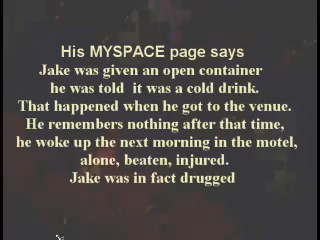 His MYSPACE page says
Jake was given an open container
he was told it was a cold drink.
That happened when he got to the venue.
He remembers nothing after that time,
he woke up the next morning in the motel,
alone, beaten, injured.
Jake was in fact drugged